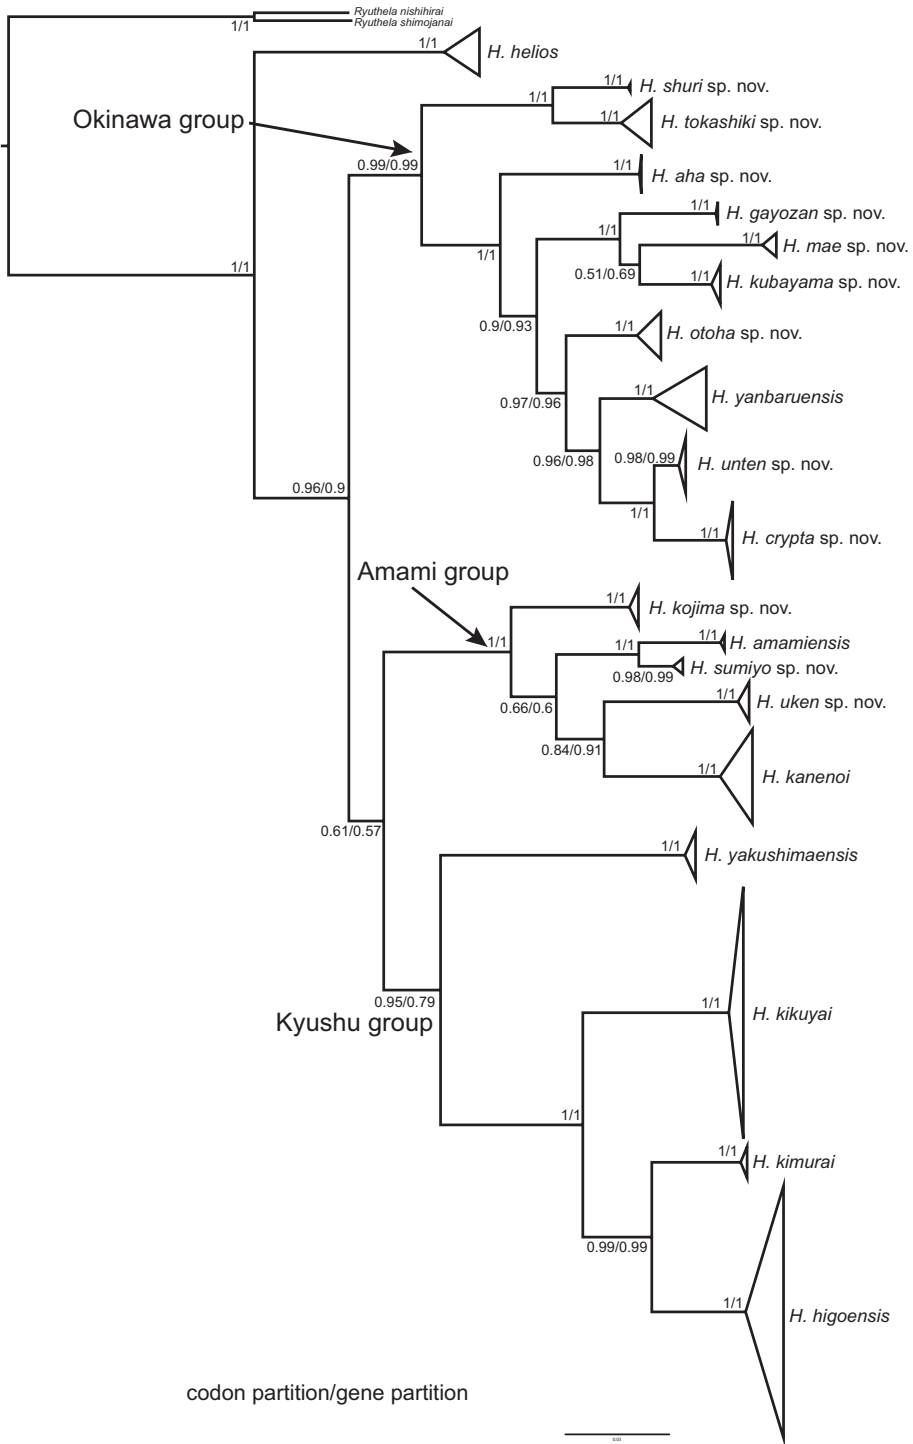 Ryuthela nishihirai
Ryuthela shimojanai
1/1
1/1
H. helios
1/1
H. shuri sp. nov.
1/1
Okinawa group
1/1
H. tokashiki sp. nov.
0.99/0.99
1/1
H. aha sp. nov.
1/1
H. gayozan sp. nov.
1/1
1/1
H. mae sp. nov.
1/1
1/1
0.51/0.69
1/1
H. kubayama sp. nov.
0.9/0.93
1/1
H. otoha sp. nov.
1/1
H. yanbaruensis
0.97/0.96
0.96/0.98
0.98/0.99
H. unten sp. nov.
0.96/0.9
1/1
1/1
H. crypta sp. nov.
Amami group
1/1
H. kojima sp. nov.
1/1
1/1
1/1
H. amamiensis
0.98/0.99
H. sumiyo sp. nov.
0.66/0.6
1/1
H. uken sp. nov.
0.84/0.91
1/1
H. kanenoi
0.61/0.57
1/1
H. yakushimaensis
0.95/0.79
1/1
H. kikuyai
Kyushu group
1/1
1/1
H. kimurai
0.99/0.99
1/1
H. higoensis
codon partition/gene partition
0.03